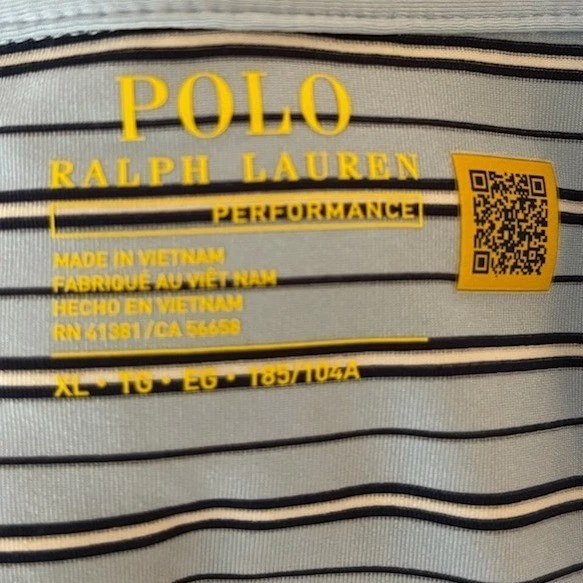 POLO
RALPH LAUREN
PERFORMANCE
MADE IN VIETNAM
FABRIQUÉ AU VIÊT NAM
HECHO EN VIETNAM
RN 41381/CA 56658
XL • TG • EG • 185/104A